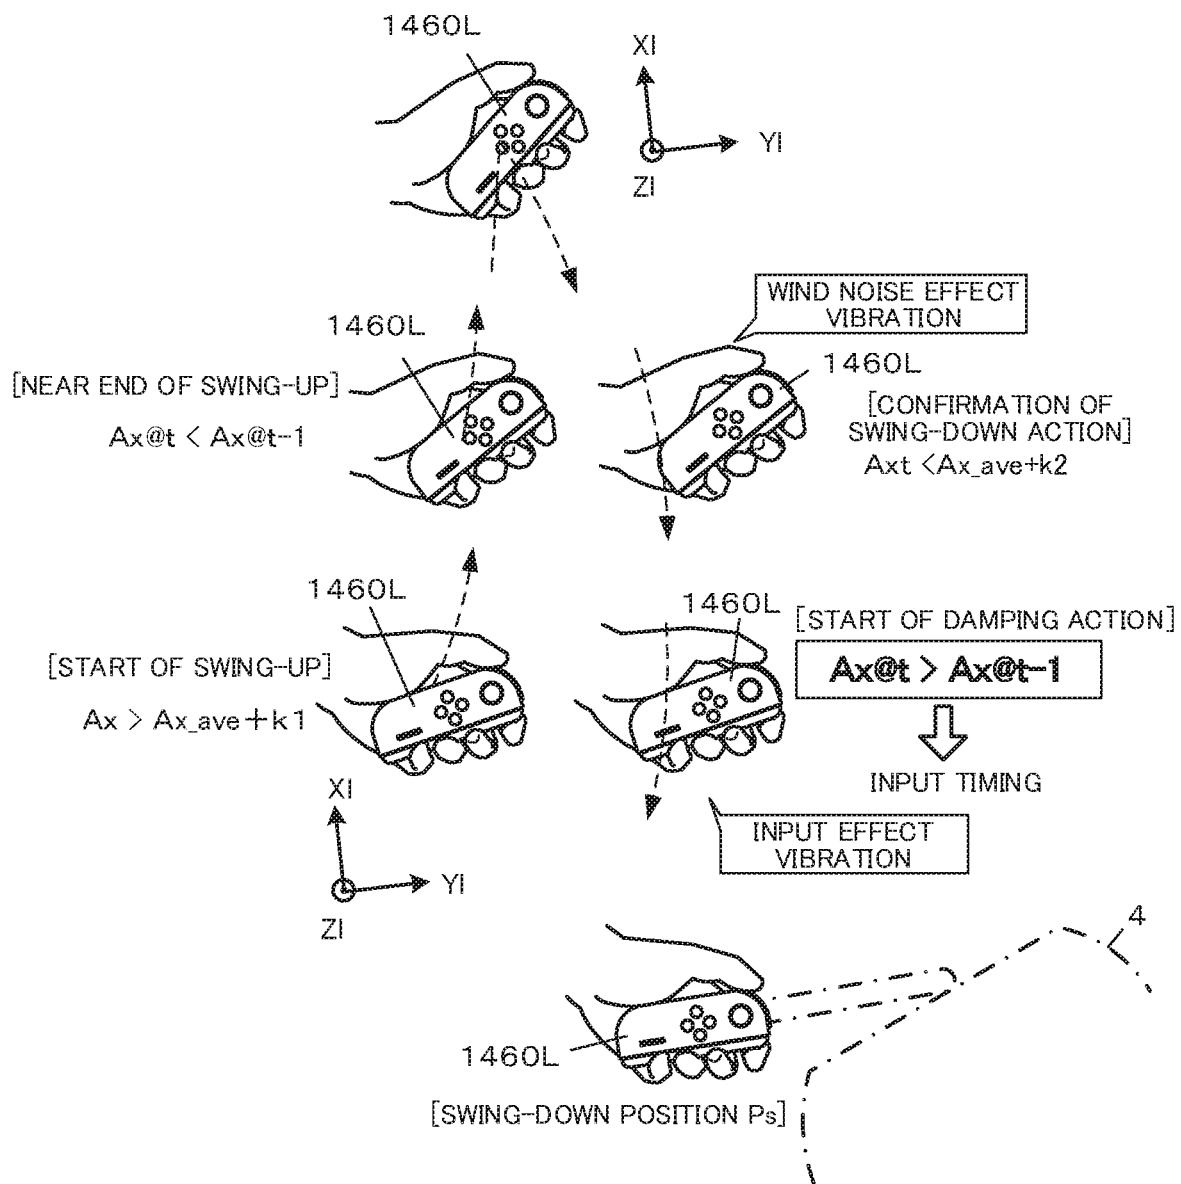 1460L
XI
YI
ZI
WIND NOISE EFFECT
VIBRATION
1460L
1460L
[NEAR END OF SWING-UP]
Ax@t < Ax@t-1
[CONFIRMATION OF
SWING-DOWN ACTION]
Axt <Ax_ave+k2
1460L
1460L
[START OF DAMPING ACTION]
Ax@t > Ax@t-1
[START OF SWING-UP]
Ax > Ax_ave+k1
INPUT TIMING
XI
YI
ZI
INPUT EFFECT
VIBRATION
4
1460L
[SWING-DOWN POSITION Ps]